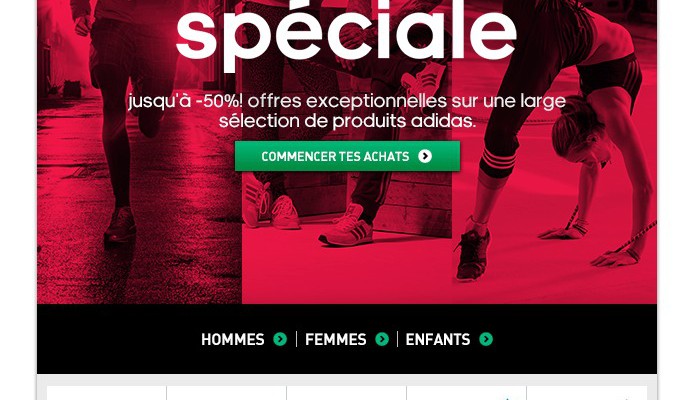 spéciale
jusqu'à -50%! offres exceptionnelles sur une large
sélection de produits adidas.
COMMENCER TES ACHATS
HOMMES | FEMMES | ENFANTS